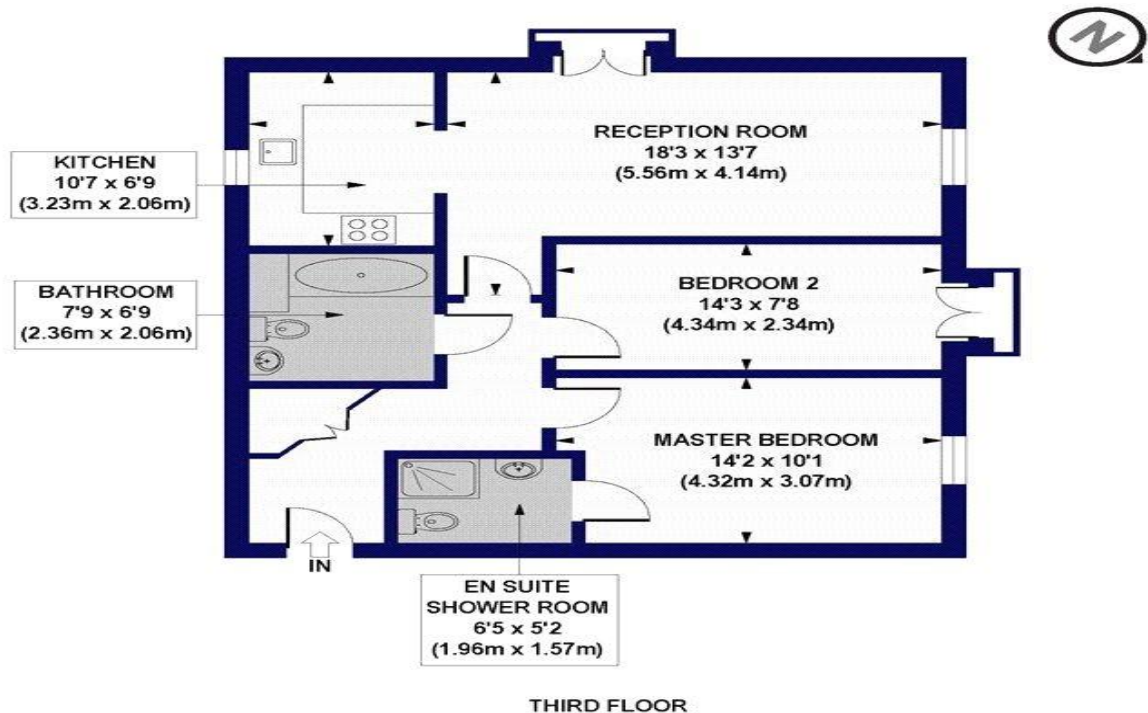 N
RECEPTION ROOM
18'3 x 13'7
(5.56m x 4.14m)
KITCHEN
10'7 x 6'9
(3.23m x 2.06m)
BATHROOM
7'9 x 6'9
(2.36m x 2.06m)
BEDROOM 2
14'3 x 7'8
(4.34m x 2.34m)
MASTER BEDROOM
14'2 x 10'1
(4.32m x 3.07m)
IN
EN SUITE
SHOWER ROOM
6'5 x 5'2
(1.96m x 1.57m)
THIRD FLOOR